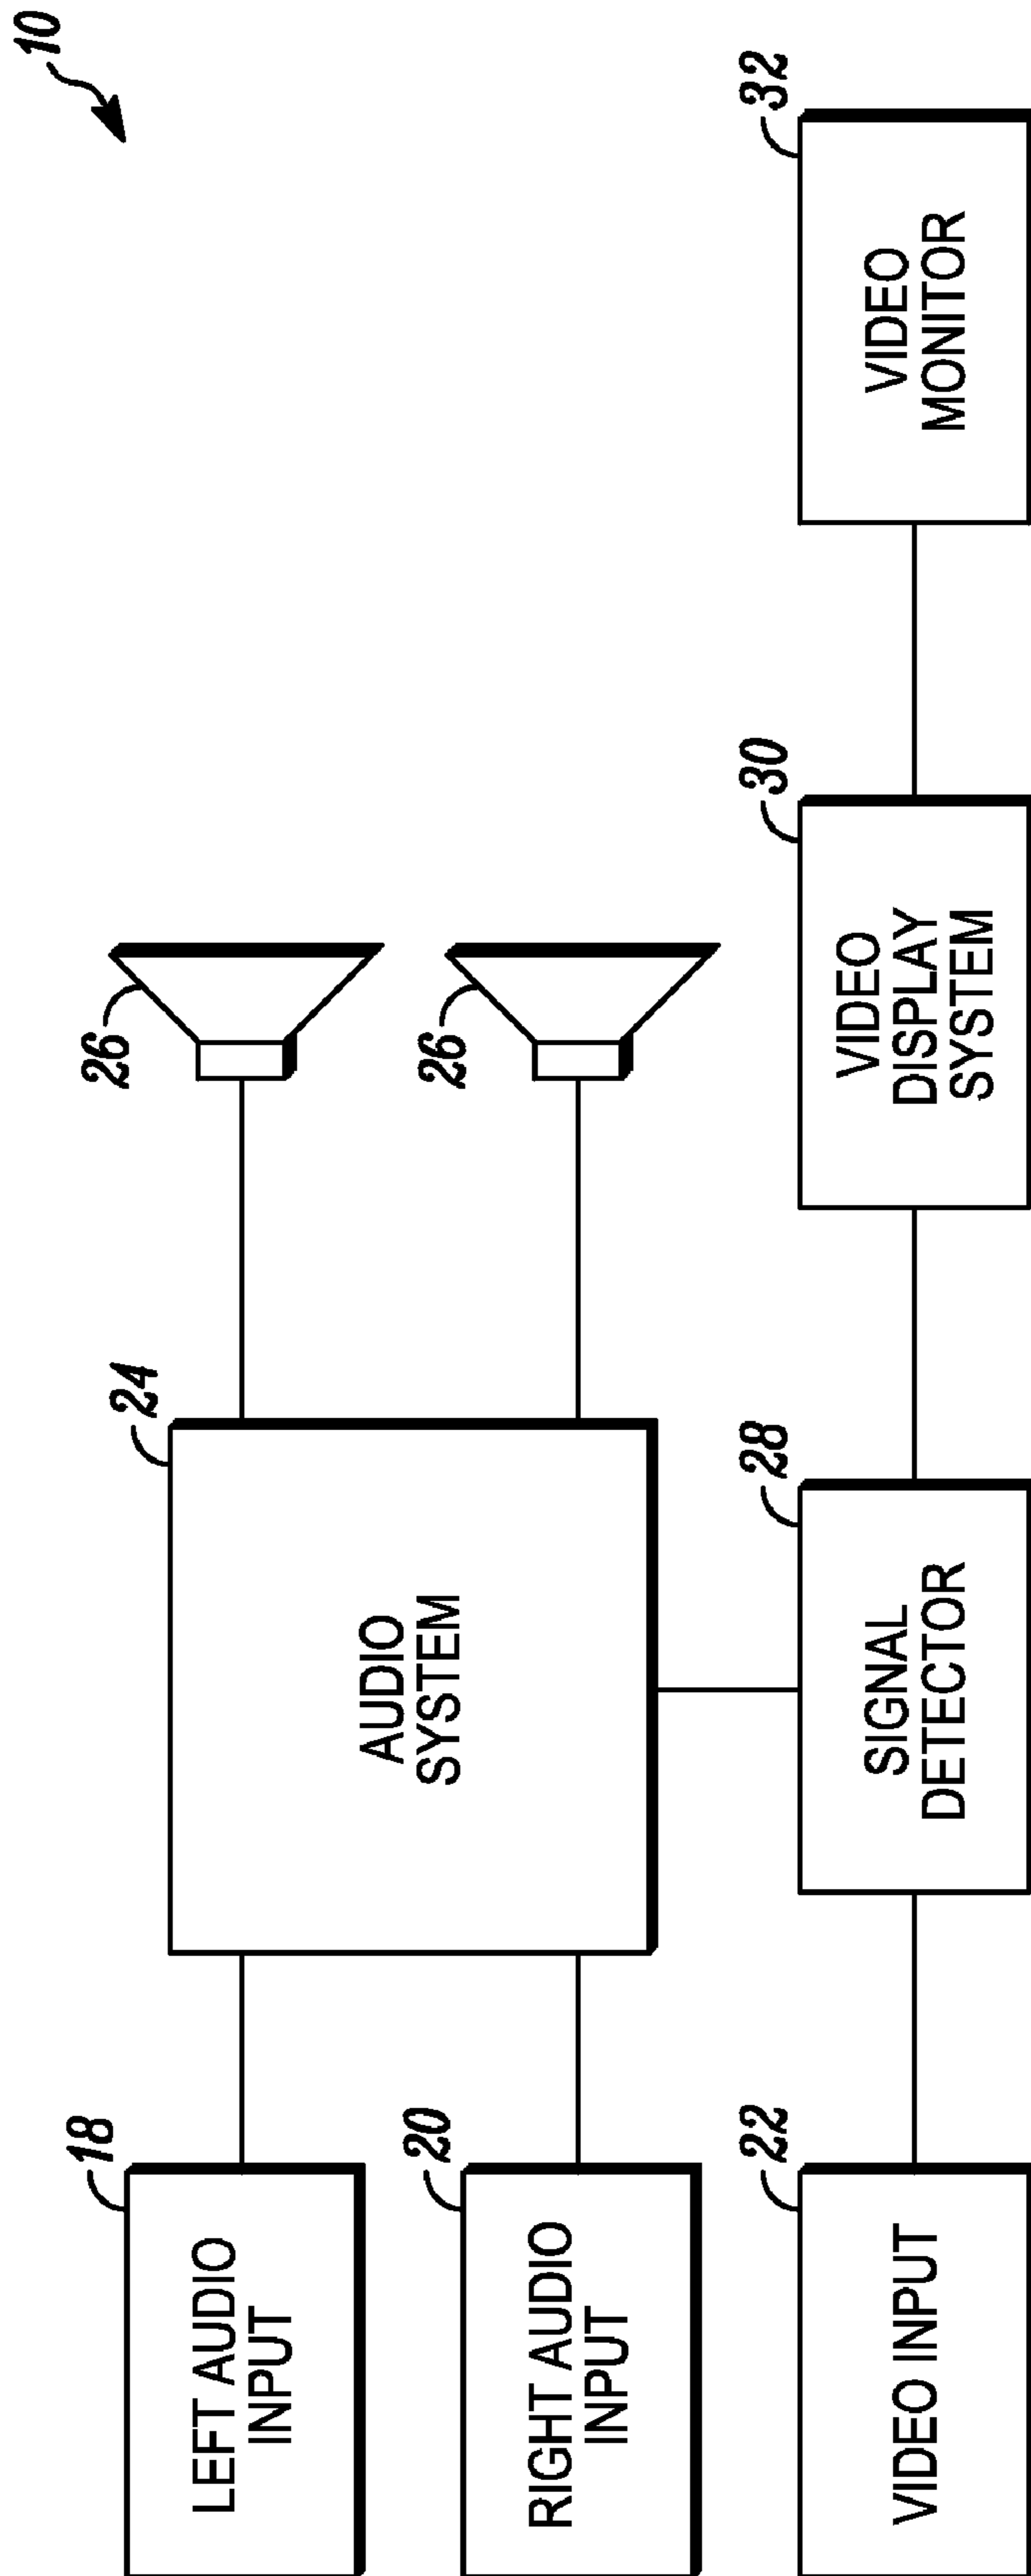 10
18
LEFT AUDIO
INPUT
24
AUDIO
SYSTEM
26
20
RIGHT AUDIO
INPUT
26
22
VIDEO INPUT
28
SIGNAL
DETECTOR
30
VIDEO
DISPLAY
SYSTEM
32
VIDEO
MONITOR